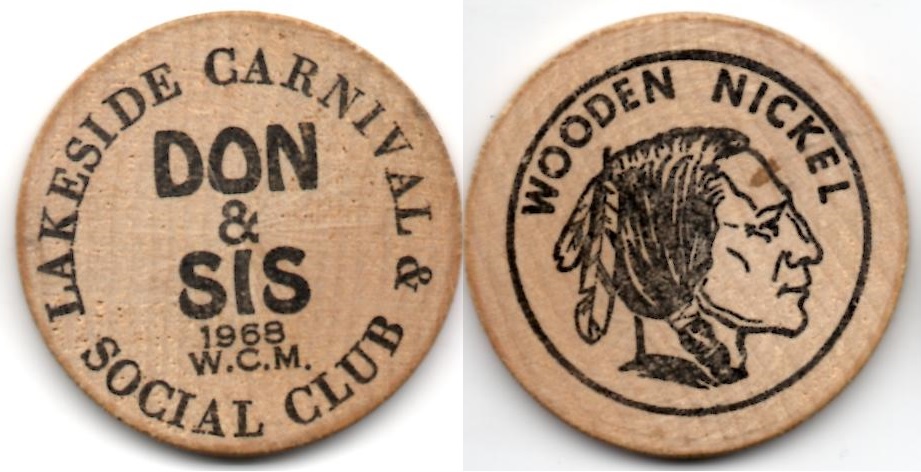 LAKESIDE CARNIVAL &
SOCIAL CLUB
DON
&
SIS
1968
W.C.M.
WOODEN NICKEL